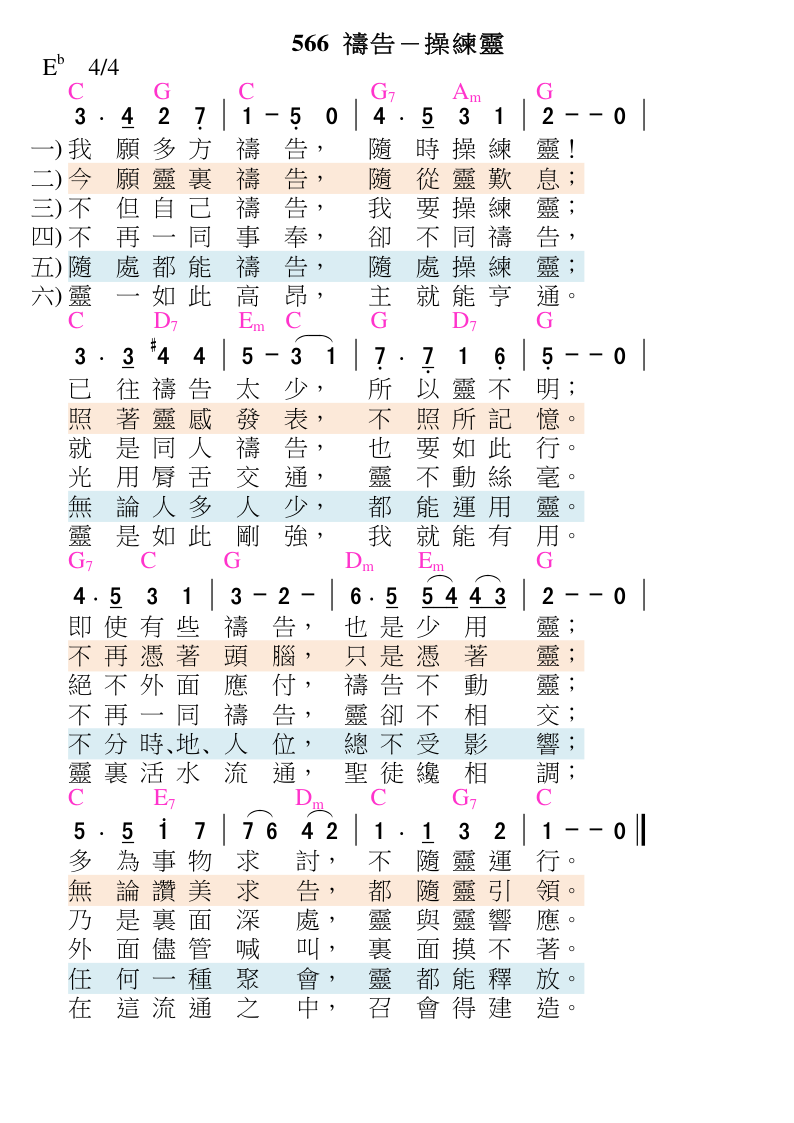 566 禱告－操練靈
E♭ 4/4
C G C G7 Am G
3 . 4 2 7 | 1 － 5 0 | 4 . 5 3 1 | 2 － － 0 |
一) 我願多方禱告，隨時操練靈！
二) 今願靈裏禱告，隨從靈歎息；
三) 不但自己禱告，我要操練靈；
四) 不再一同事奉，卻不同禱告，
五) 隨處都能禱告，隨處操練靈；
六) 靈一如此高昂，主就能亨通。
C D7 Em C G D7 G
3 . 3 #4 4 | 5 － 3 1 | 7 . 7 1 6 | 5 － － 0 |
已往禱告太少，所以靈不明；
照著靈感發表，不照所記憶。
就是同人禱告，也要如此行。
光用脣舌交通，靈不動絲毫。
無論人多人少，都能運用靈。
靈是如此剛強，我就能有用。
G7 C G Dm Em G
4 . 5 3 1 | 3 － 2 － | 6 . 5 5 4 4 3 | 2 － － 0 |
即使有些禱告，也是少用靈；
不再憑著頭腦，只是憑著靈；
絕不外面應付，禱告不動靈；
不再一同禱告，靈卻不相交；
不分時、地、人位，總不受影響；
靈裏活水流通，聖徒纔相調；
C E7 Dm C G7 C
5 . 5 i 7 | 7 6 4 2 | 1 . 1 3 2 | 1 － － 0 ‖
多為事物求討，不隨靈運行。
無論讚美求告，都隨靈引領。
乃是裏面深處，靈與靈響應。
外面儘管喊叫，裏面摸不著。
任何一種聚會，靈都能釋放。
在這流通之中，召會得建造。